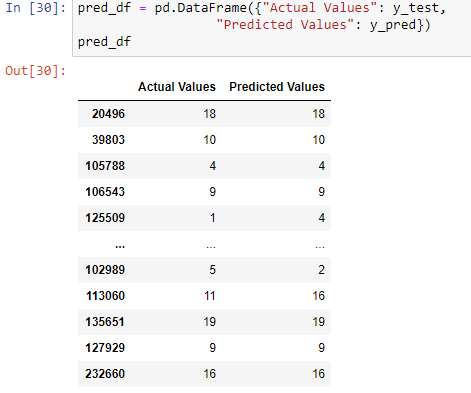 In [30]: pred_df = pd.DataFrame({"Actual Values": y_test,
"Predicted Values": y_pred})
pred_df
Out[30]:
Actual Values Predicted Values
20496 18 18
39803 10 10
105788 4 4
106543 9 9
125509 1 4
... ... ...
102989 5 2
113060 11 16
135651 19 19
127929 9 9
232660 16 16